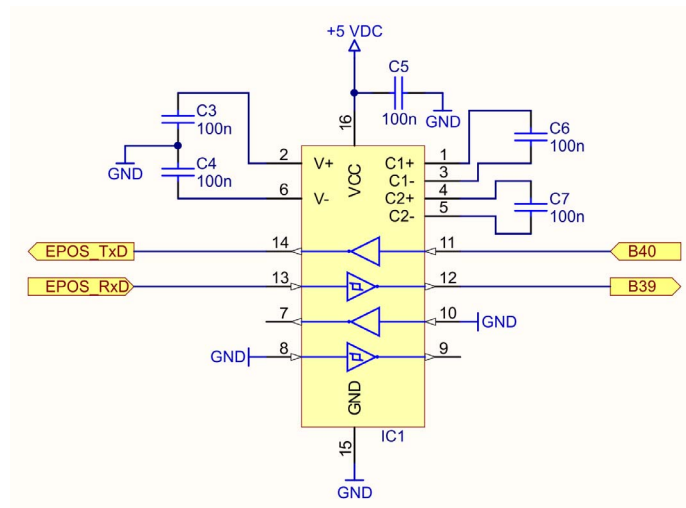 +5 VDC
C5
100n
GND
16
C3
100n
C4
100n
GND
C6
100n
C7
100n
2
V+
VCC
C1+
1
C1-
3
6
V-
C2+
4
C2-
5
EPOS_TxD
14
11
B40
EPOS_RxD
13
12
B39
7
10
GND
GND
8
9
GND
15
IC1
GND